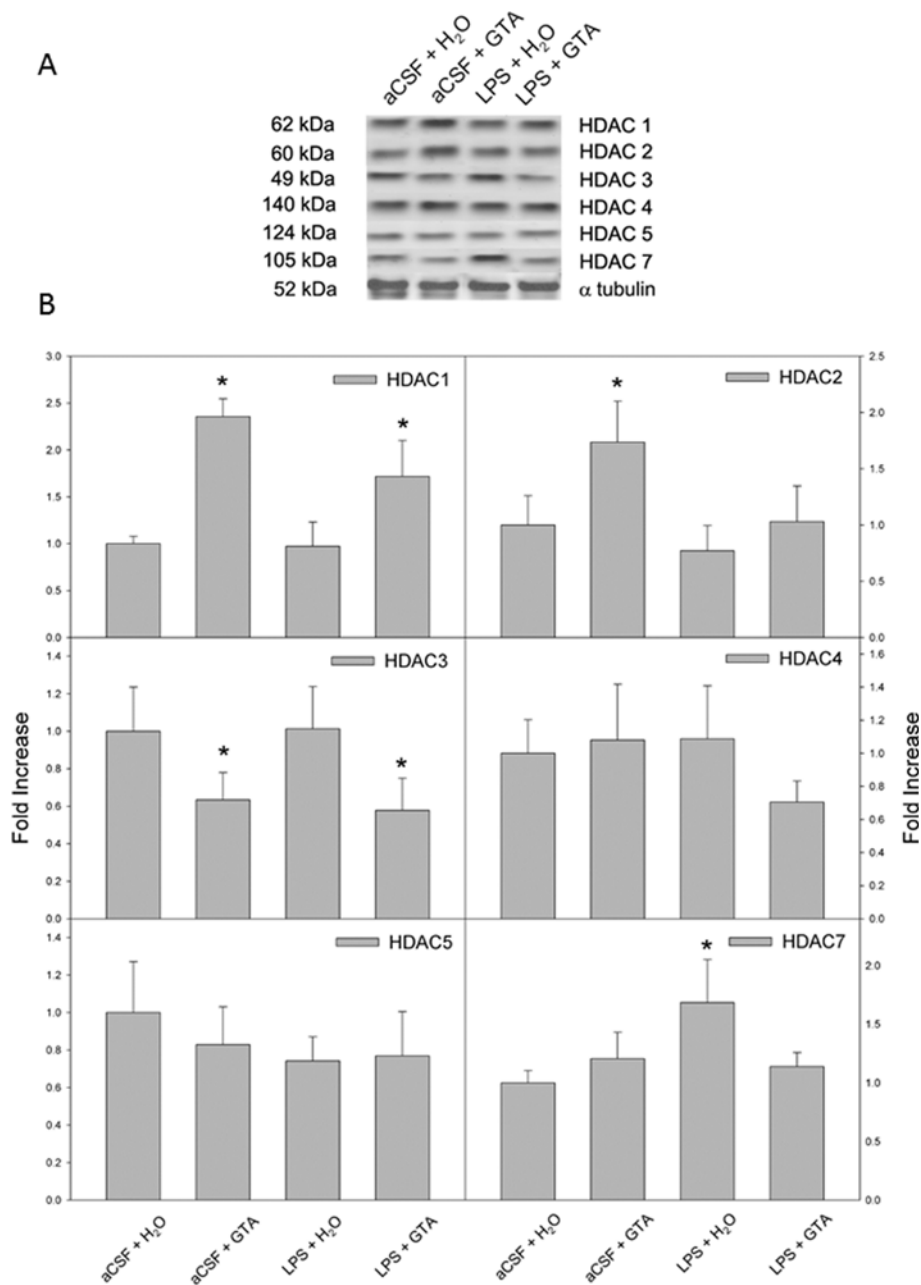 A
aCSF + H₂O
aCSF + GTA
LPS + H₂O
LPS + GTA
62 kDa HDAC 1
60 kDa HDAC 2
49 kDa HDAC 3
140 kDa HDAC 4
124 kDa HDAC 5
105 kDa HDAC 7
52 kDa α tubulin
B
3.0
2.5
2.0
1.5
1.0
0.5
0.0
* *
HDAC1
2.5
2.0
1.5
1.0
0.5
0.0
*
HDAC2
1.4
1.2
1.0
0.8
0.6
0.4
0.2
0.0
* *
HDAC3
1.6
1.4
1.2
1.0
0.8
0.6
0.4
0.2
0.0
HDAC4
Fold Increase
Fold Increase
1.4
1.2
1.0
0.8
0.6
0.4
0.2
0.0
HDAC5
2.0
1.5
1.0
0.5
0.0
*
HDAC7
aCSF + H₂O
aCSF + GTA
LPS + H₂O
LPS + GTA
aCSF + H₂O
aCSF + GTA
LPS + H₂O
LPS + GTA